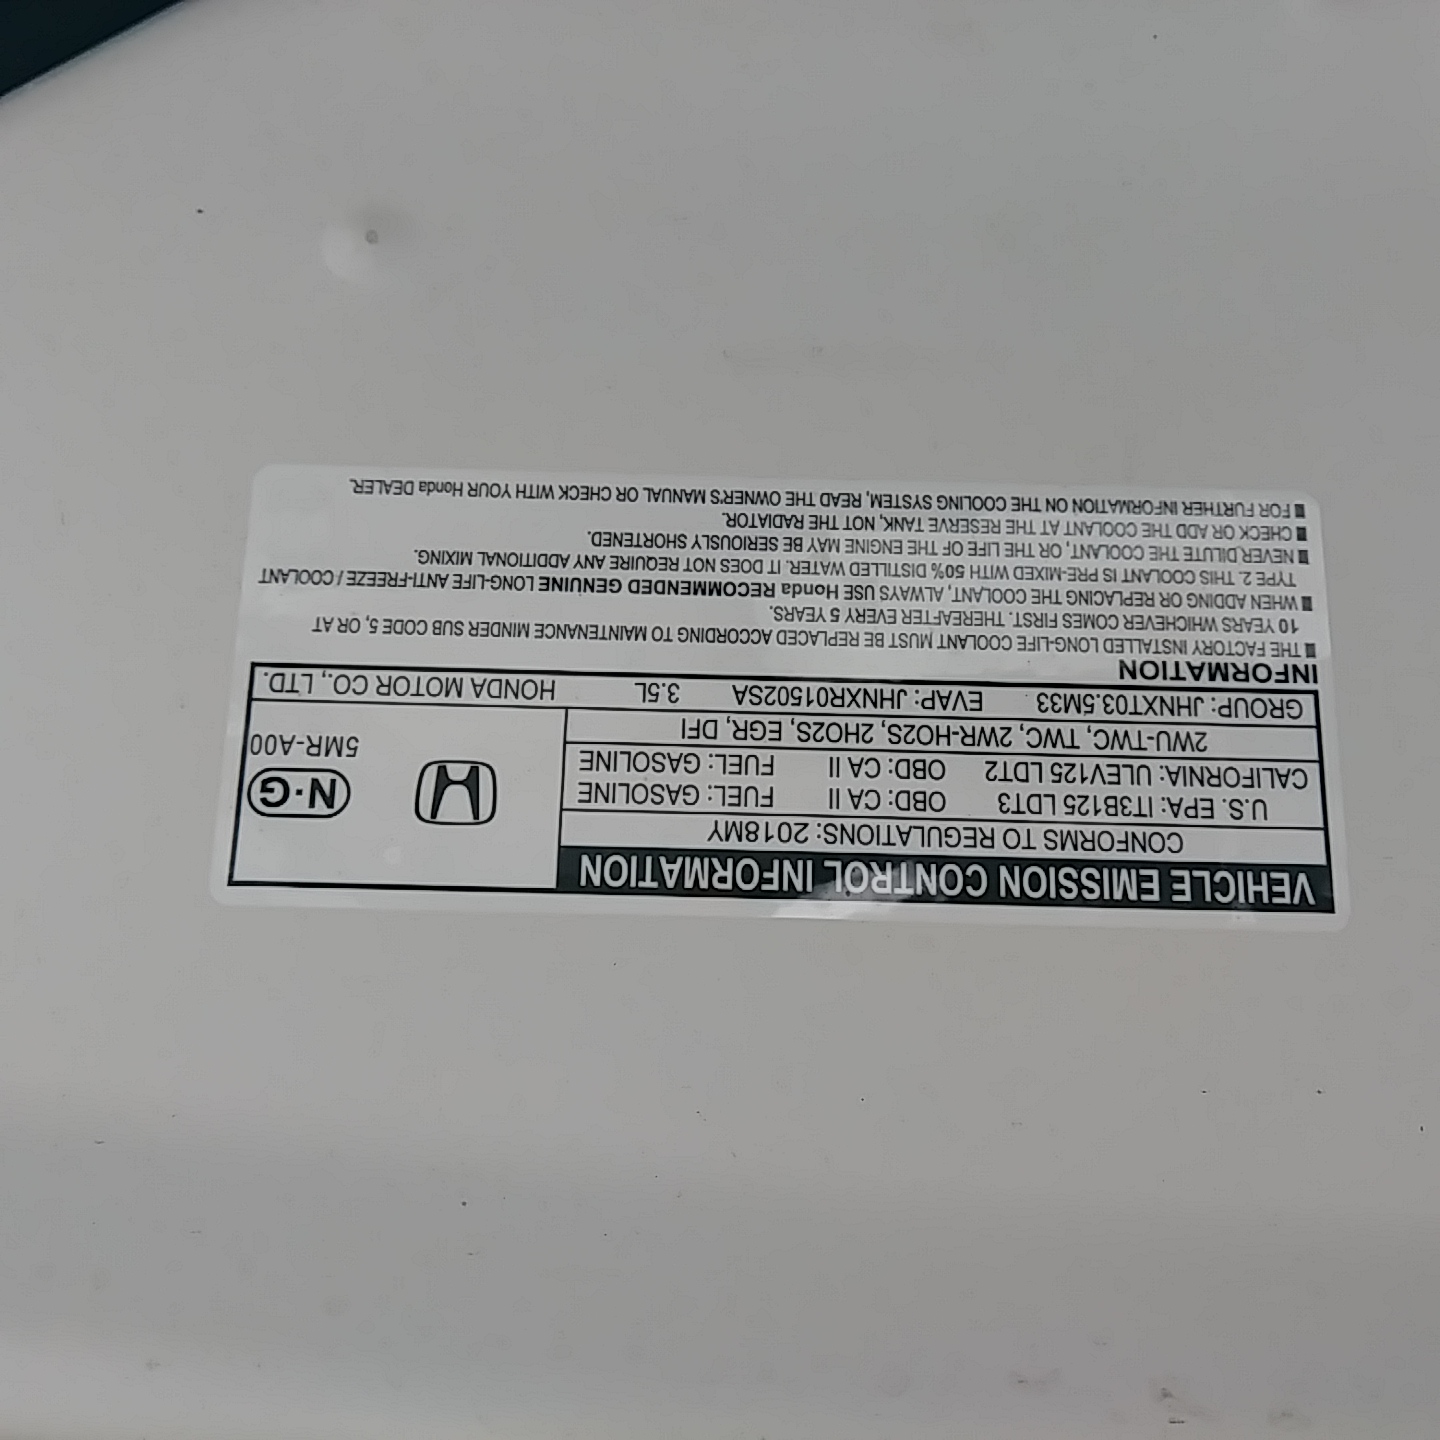 VEHICLE EMISSION CONTROL INFORMATION
CONFORMS TO REGULATIONS: 2018MY
U.S. EPA: IT3B125 LDT3 OBD: CA II FUEL: GASOLINE
CALIFORNIA: ULEV125 LDT2 OBD: CA II FUEL: GASOLINE
2WU-TWC, TWC, 2WR-HO2S, 2HO2S, EGR, DFI
N·G
5MR-A00
GROUP: JHNXT03.5M33 EVAP: JHNXR01502SA 3.5L HONDA MOTOR CO., LTD.
INFORMATION
■ THE FACTORY INSTALLED LONG-LIFE COOLANT MUST BE REPLACED ACCORDING TO MAINTENANCE MINDER SUB CODE 5, OR AT
10 YEARS WHICHEVER COMES FIRST. THEREAFTER EVERY 5 YEARS.
■ WHEN ADDING OR REPLACING THE COOLANT, ALWAYS USE Honda RECOMMENDED GENUINE LONG-LIFE ANTI-FREEZE / COOLANT
TYPE 2. THIS COOLANT IS PRE-MIXED WITH 50% DISTILLED WATER. IT DOES NOT REQUIRE ANY ADDITIONAL MIXING.
■ NEVER DILUTE THE COOLANT, OR THE LIFE OF THE ENGINE MAY BE SERIOUSLY SHORTENED.
■ CHECK OR ADD THE COOLANT AT THE RESERVE TANK, NOT THE RADIATOR.
■ FOR FURTHER INFORMATION ON THE COOLING SYSTEM, READ THE OWNER'S MANUAL OR CHECK WITH YOUR Honda DEALER.